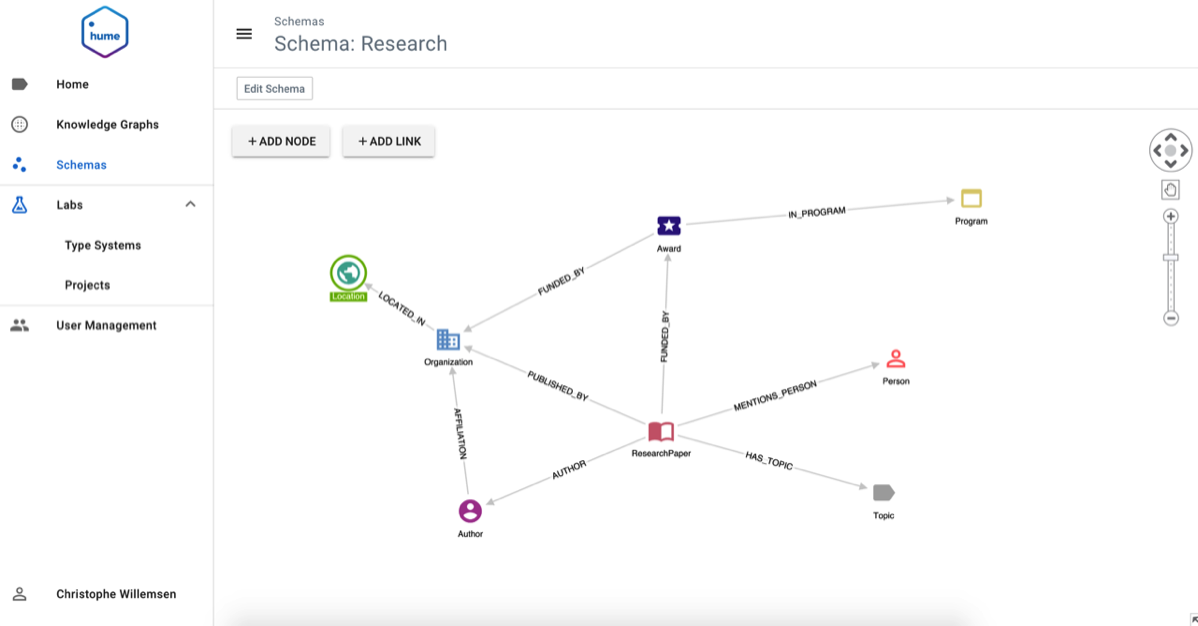 hume
Home
Knowledge Graphs
Schemas
Labs
Type Systems
Projects
User Management
Christophe Willemsen
Schemas
Schema: Research
Edit Schema
+ ADD NODE
+ ADD LINK
IN_PROGRAM
Program
Award
FUNDED_BY
Location
LOCATED_IN
Organization
FUNDED_BY
PUBLISHED_BY
MENTIONS_PERSON
Person
AFFILIATION
ResearchPaper
AUTHOR
HAS_TOPIC
Topic
Author